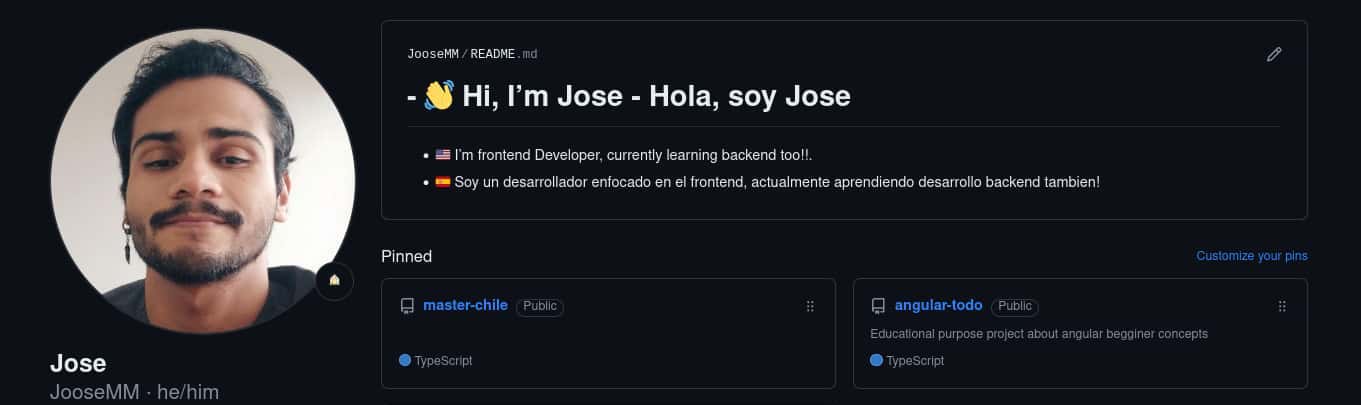 JooseMM/README.md
- 👋 Hi, I’m Jose - Hola, soy Jose
• 🇺🇸 I’m frontend Developer, currently learning backend too!!.
• 🇪🇸 Soy un desarrollador enfocado en el frontend, actualmente aprendiendo desarrollo backend tambien!
Jose
JooseMM · he/him
Pinned
Customize your pins
master-chile Public
TypeScript
angular-todo Public
Educational purpose project about angular begginer concepts
TypeScript